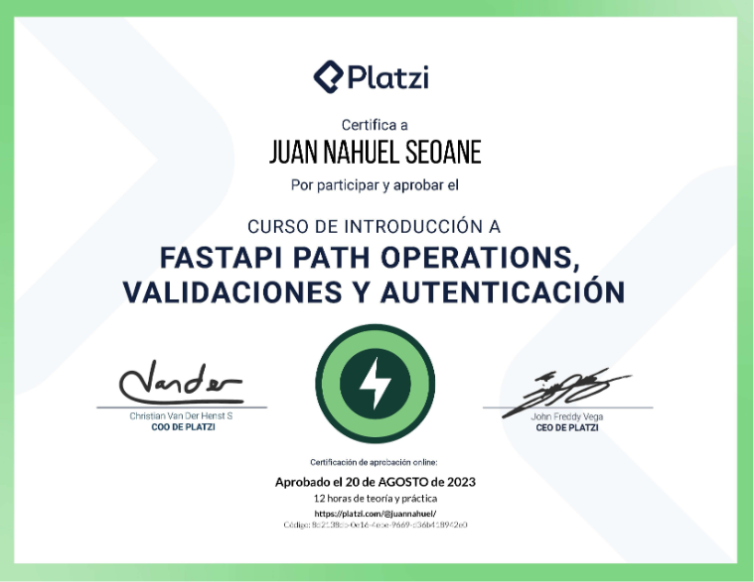 Platzi
Certifica a
JUAN NAHUEL SEOANE
Por participar y aprobar el
CURSO DE INTRODUCCIÓN A
FASTAPI PATH OPERATIONS,
VALIDACIONES Y AUTENTICACIÓN
Christian Van Der Henst S
COO DE PLATZI
John Freddy Vega
CEO DE PLATZI
Certificación de aprobación online:
Aprobado el 20 de AGOSTO de 2023
12 horas de teoría y práctica
https://platzi.com/@juannahuel/
Código: